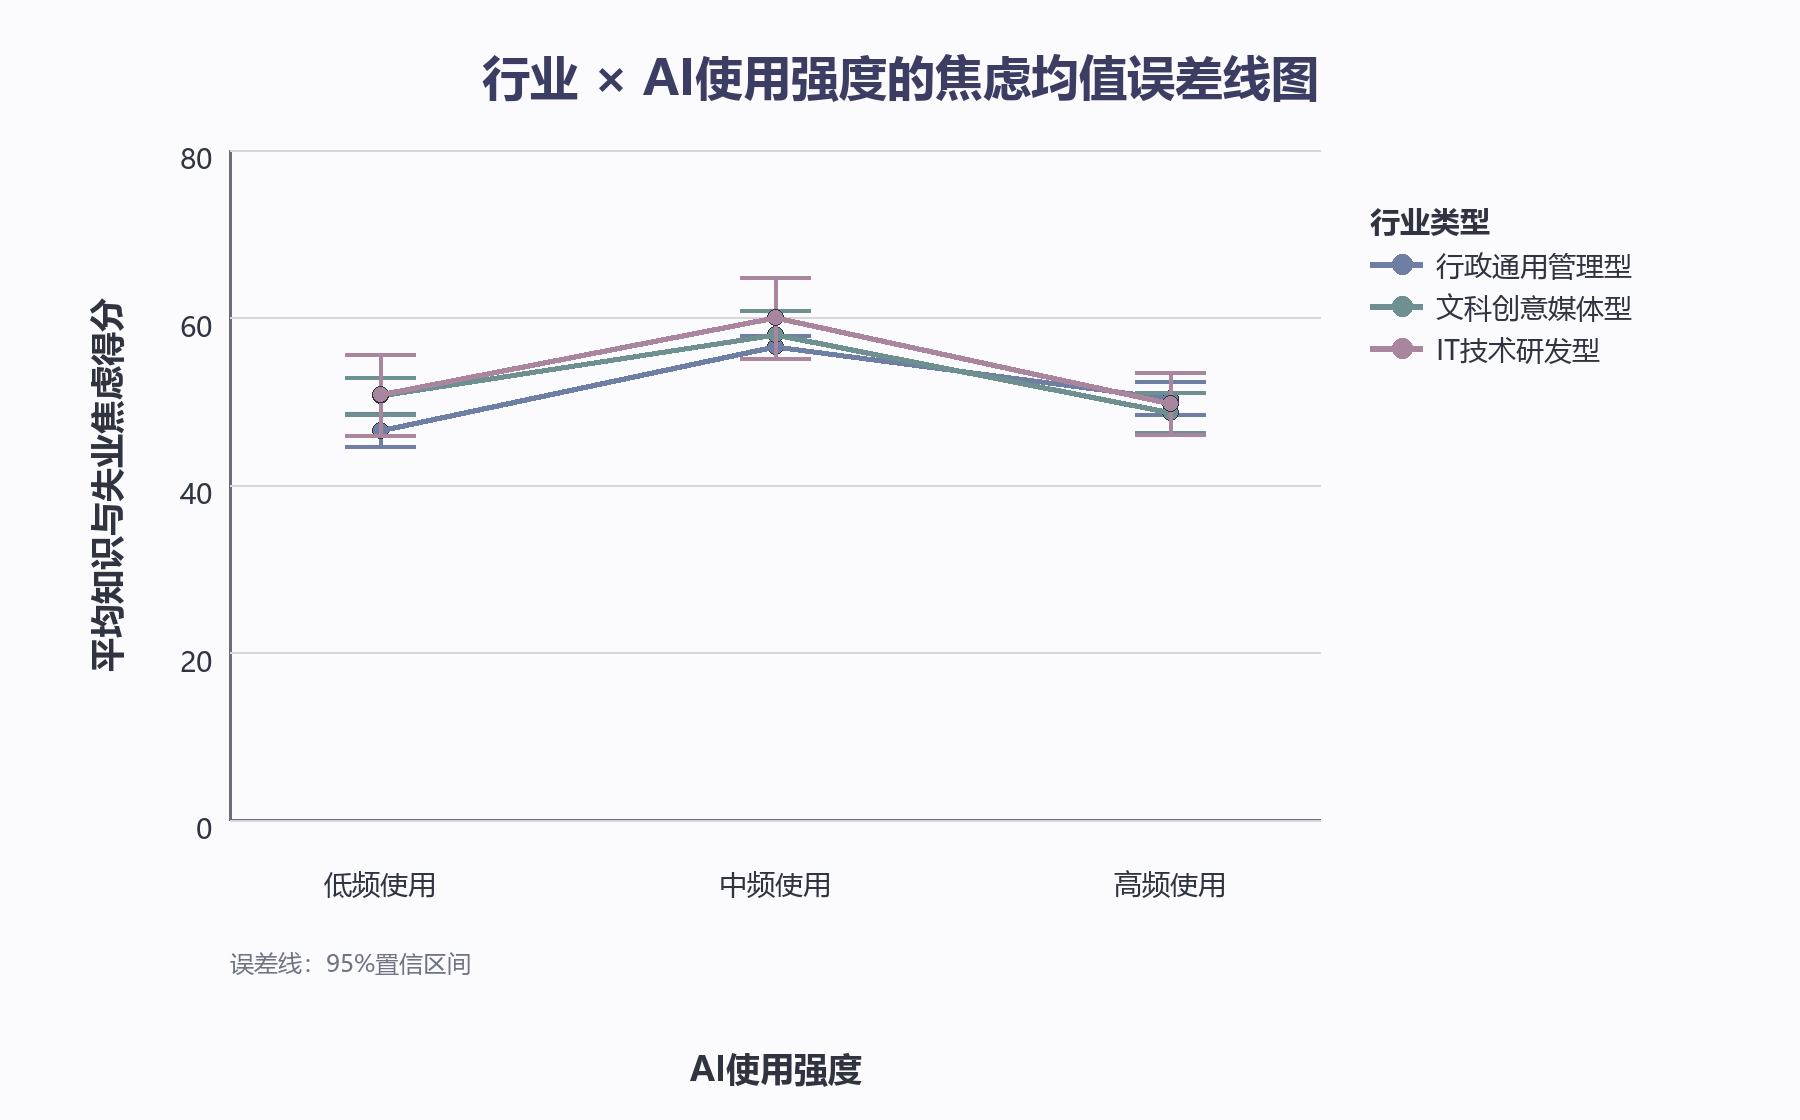 行业 × AI使用强度的焦虑均值误差线图
平均知识与失业焦虑得分
80
60
40
20
0
低频使用
中频使用
高频使用
行业类型
行政通用管理型
文科创意媒体型
IT技术研发型
误差线：95%置信区间
AI使用强度